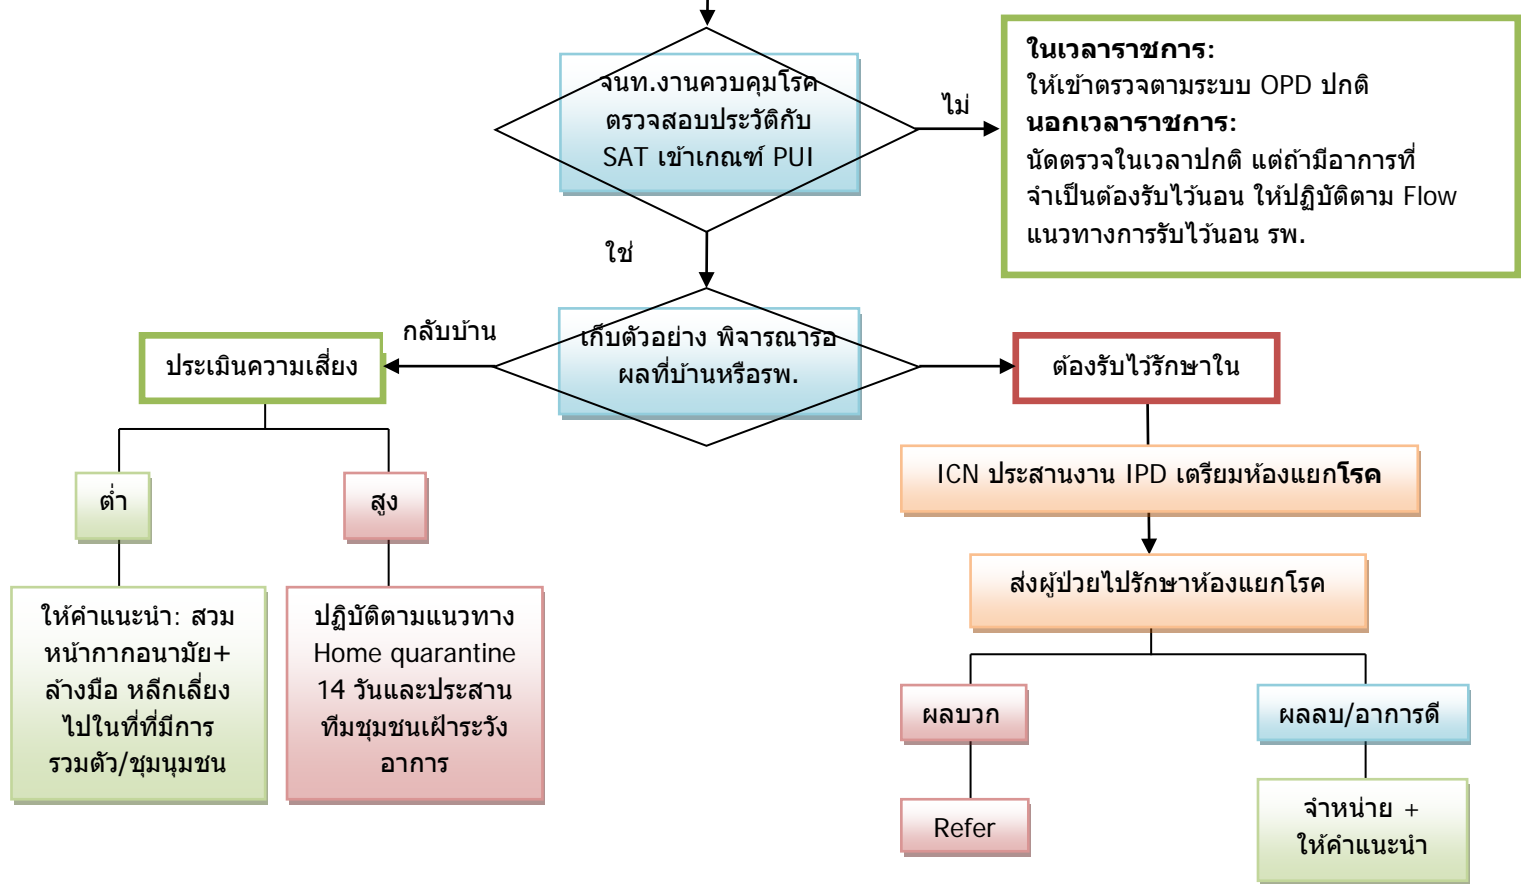 จนท.งานควบคุมโรค
ตรวจสอบประวัติกับ
SAT เข้าเกณฑ์ PUI
ไม่
ในเวลาราชการ:
ให้เข้าตรวจตามระบบ OPD ปกติ
นอกเวลาราชการ:
นัดตรวจในเวลาปกติ แต่ถ้ามีอาการที่
จำเป็นต้องรับไว้นอน ให้ปฏิบัติตาม Flow
แนวทางการรับไว้นอน รพ.
ใช่
กลับบ้าน
เก็บตัวอย่าง พิจารณารอ
ผลที่บ้านหรือรพ.
ประเมินความเสี่ยง
ต้องรับไว้รักษาใน
ต่ำ
สูง
ICN ประสานงาน IPD เตรียมห้องแยกโรค
ส่งผู้ป่วยไปรักษาห้องแยกโรค
ให้คำแนะนำ: สวม
หน้ากากอนามัย+
ล้างมือ หลีกเลี่ยง
ไปในที่ที่มีการ
รวมตัว/ชุมนุมชน
ปฏิบัติตามแนวทาง
Home quarantine
14 วันและประสาน
ทีมชุมชนเฝ้าระวัง
อาการ
ผลบวก
ผลลบ/อาการดี
Refer
จำหน่าย +
ให้คำแนะนำ